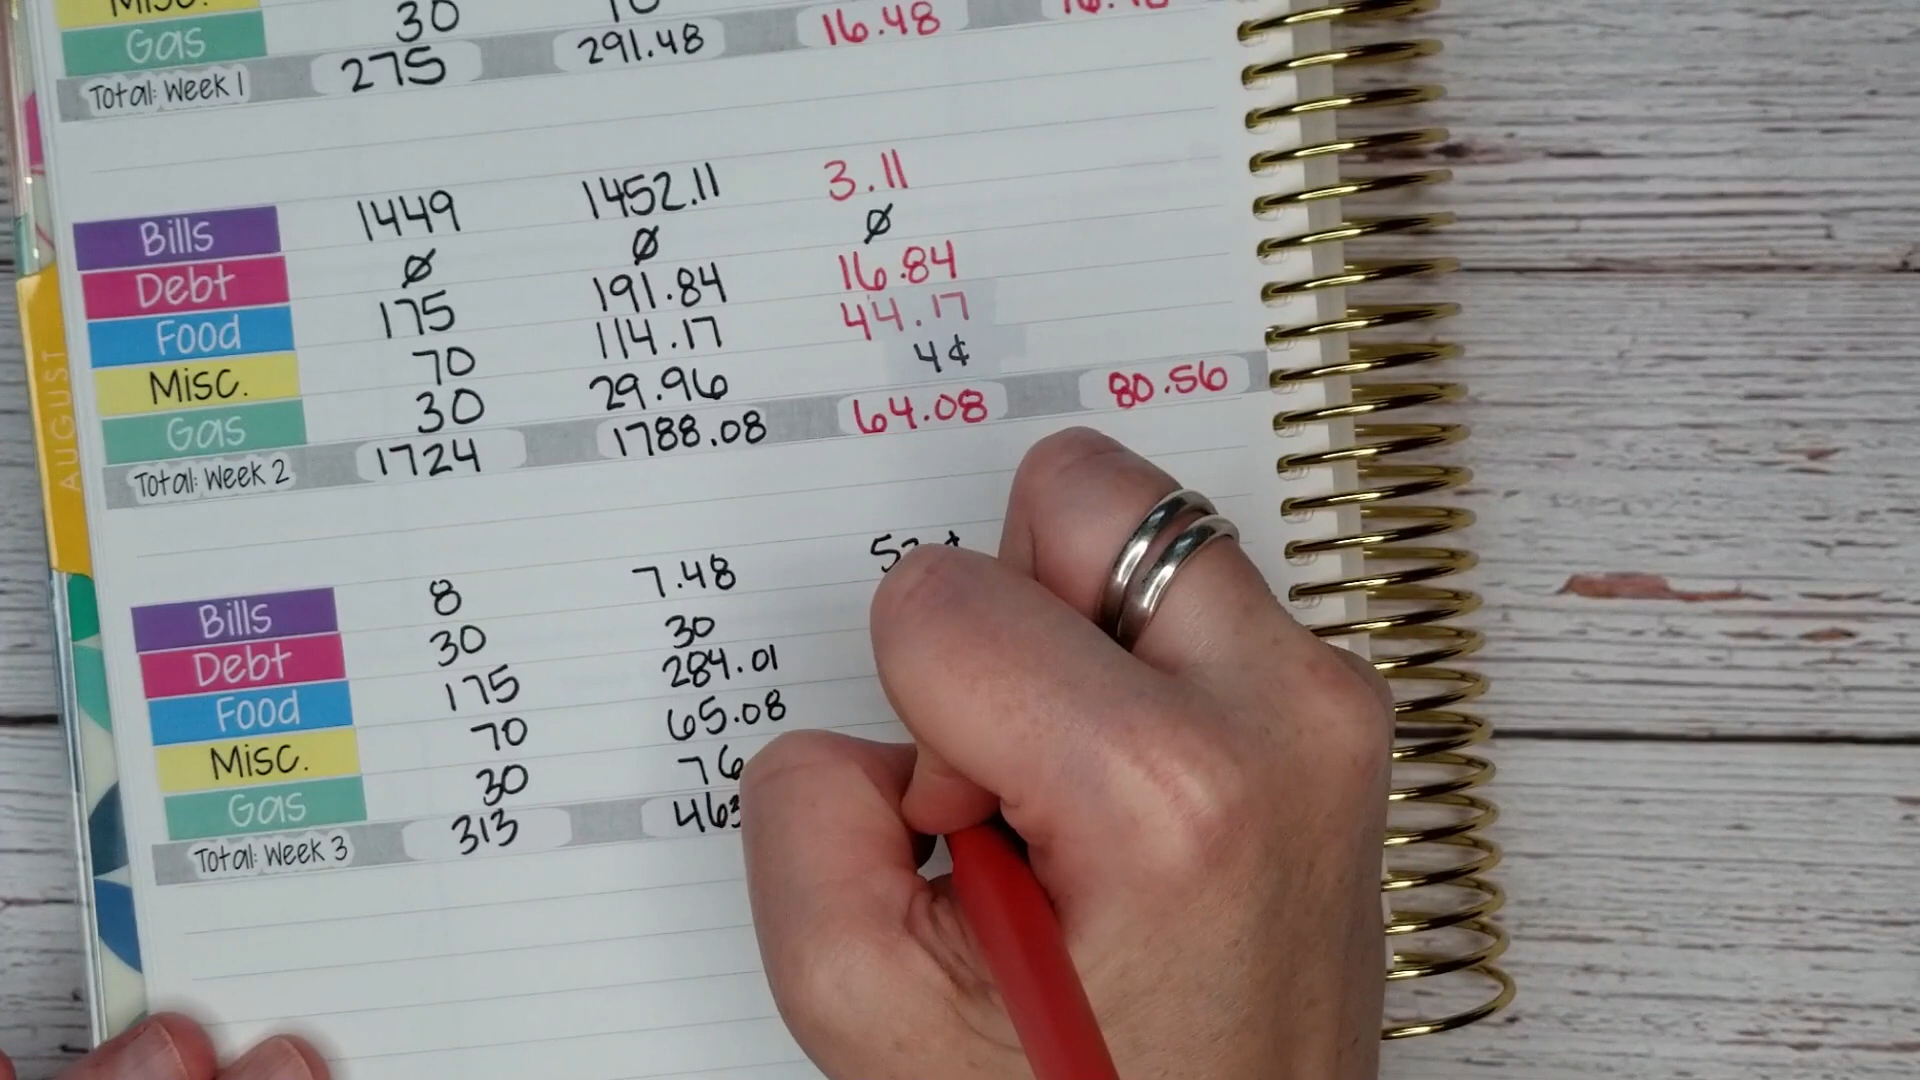 Gas 30 16.48
Total: Week 1 275 291.48
Bills 1449 1452.11 3.11
Debt ∅ ∅ ∅
Food 175 191.84 16.84
Misc. 70 114.17 44.17
Gas 30 29.96 4¢
Total: Week 2 1724 1788.08 64.08 80.56
Bills 8 7.48
Debt 30 30
Food 175 284.01
Misc. 70 65.08
Gas 30
Total: Week 3 313
AUGUST